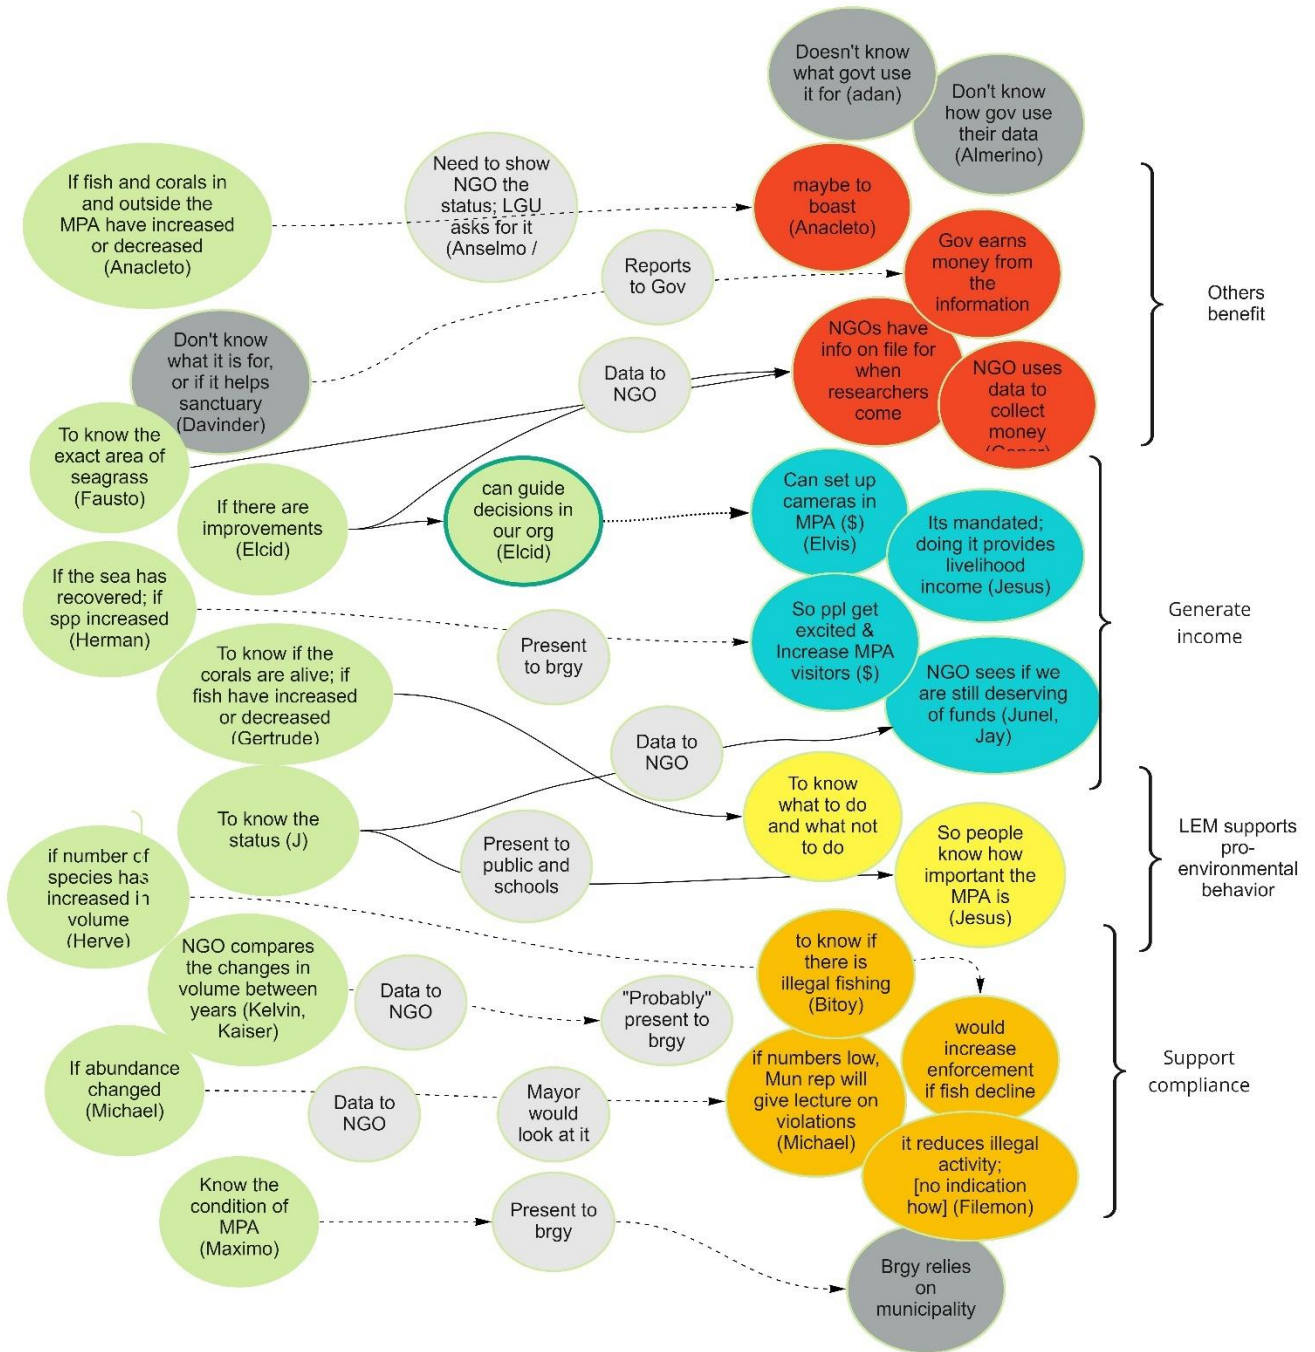 Doesn't know
what govt use
it for (adan)
Don't know
how gov use
their data
(Almerino)
If fish and corals in
and outside the
MPA have increased
or decreased
(Anacleto)
Need to show
NGO the
status; LGU
asks for it
(Anselmo /
maybe to
boast
(Anacleto)
Reports
to Gov
Gov earns
money from
the
information
Others
benefit
Don't know
what it is for,
or if it helps
sanctuary
(Davinder)
Data to
NGO
NGOs have
info on file for
when
researchers
come
NGO uses
data to
collect
money
To know the
exact area of
seagrass
(Fausto)
If there are
improvements
(Elcid)
can guide
decisions in
our org
(Elcid)
Can set up
cameras in
MPA ($)
(Elvis)
Its mandated;
doing it provides
livelihood
income (Jesus)
Generate
income
If the sea has
recovered; if
spp increased
(Herman)
Present
to brgy
So ppl get
excited &
Increase MPA
visitors ($)
To know if the
corals are alive; if
fish have increased
or decreased
(Gertrude)
NGO sees if we
are still deserving
of funds (Junel,
Jay)
Data to
NGO
To know the
status (J)
To know
what to do
and what not
to do
Present to
public and
schools
So people
know how
important the
MPA is
(Jesus)
LEM supports
pro-
environmental
behavior
if number of
species has
increased in
volume
(Herve)
NGO compares
the changes in
volume between
years (Kelvin,
Kaiser)
Data to
NGO
"Probably"
present to
brgy
to know if
there is
illegal fishing
(Bitoy)
would
increase
enforcement
if fish decline
Support
compliance
If abundance
changed
(Michael)
Data to
NGO
Mayor
would
look at it
if numbers low,
Mun rep will
give lecture on
violations
(Michael)
it reduces illegal
activity;
[no indication
how] (Filemon)
Know the
condition of
MPA
(Maximo)
Present to
brgy
Brgy relies
on
municipality